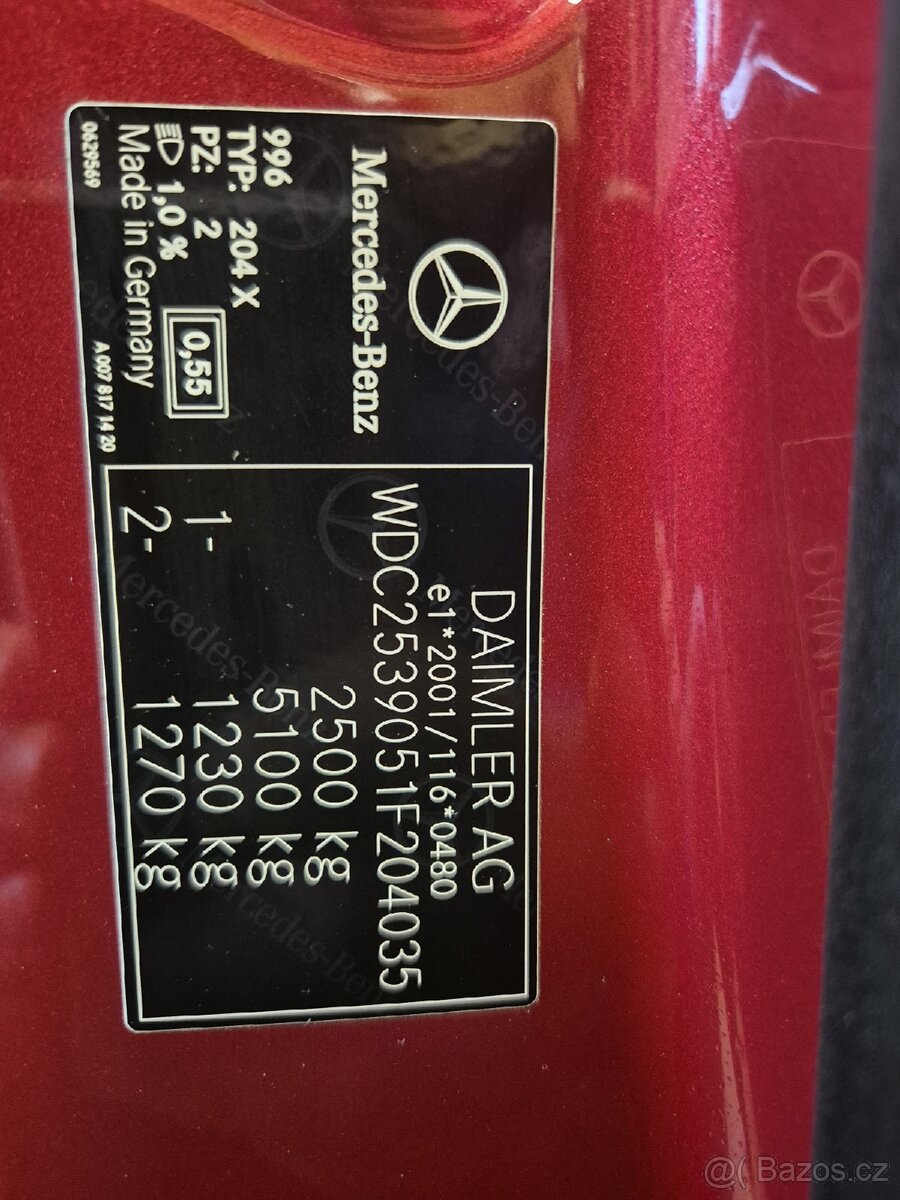 Mercedes-Benz
996
TYP: 204 X
PZ: 2
1,0 %
0,55
Made in Germany
0629569
A 007 817 14 20
DAIMLER AG
e1*2001/116*0480
WDC2539051F204035
2500 kg
5100 kg
1- 1230 kg
2- 1270 kg
@( Bazos.cz